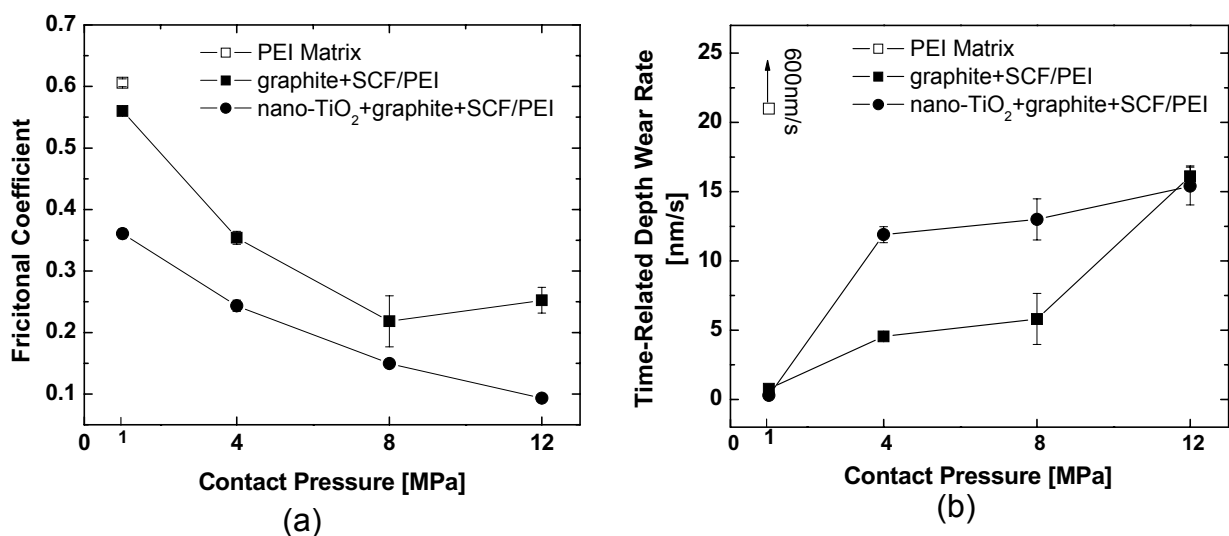 0.7
0.6
0.5
0.4
0.3
0.2
0.1
Fricitonal Coefficient
PEI Matrix
graphite+SCF/PEI
nano-TiO₂+graphite+SCF/PEI
0 1 4 8 12
Contact Pressure [MPa]
(a)
25
20
15
10
5
0
Time-Related Depth Wear Rate
[nm/s]
600nm/s
PEI Matrix
graphite+SCF/PEI
nano-TiO₂+graphite+SCF/PEI
0 1 4 8 12
Contact Pressure [MPa]
(b)